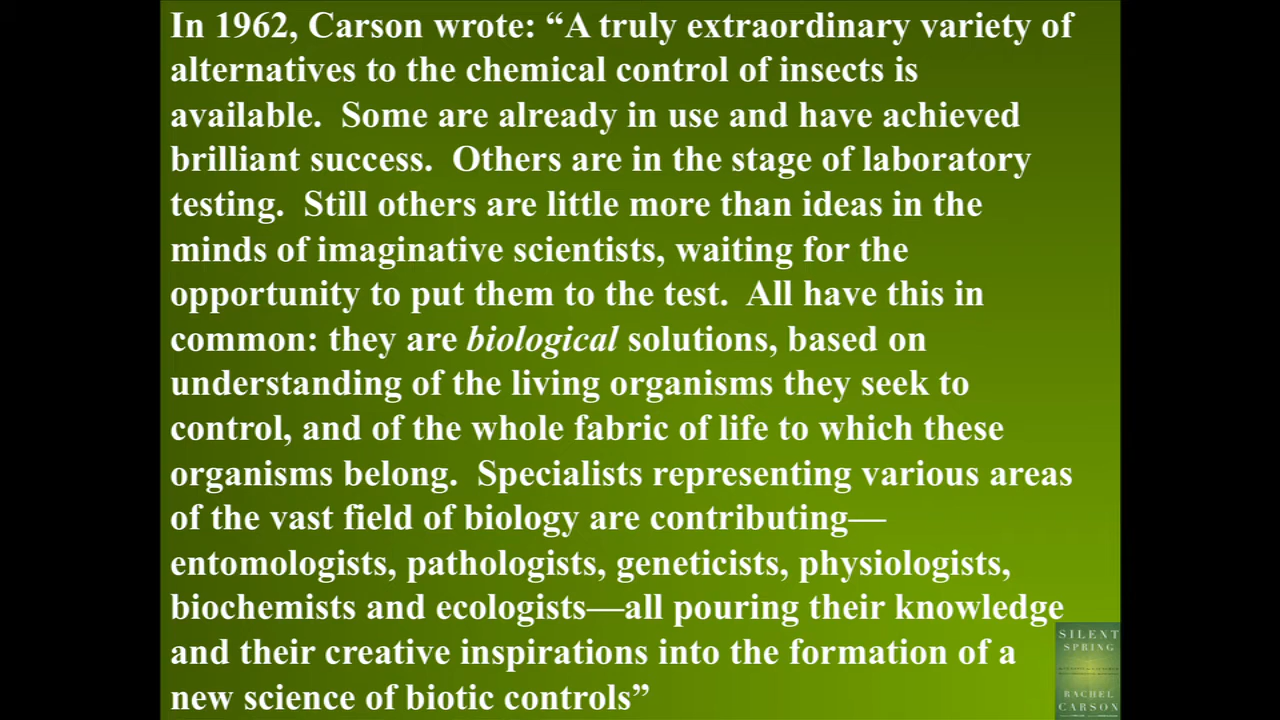 In 1962, Carson wrote: “A truly extraordinary variety of
alternatives to the chemical control of insects is
available.  Some are already in use and have achieved
brilliant success.  Others are in the stage of laboratory
testing.  Still others are little more than ideas in the
minds of imaginative scientists, waiting for the
opportunity to put them to the test.  All have this in
common: they are biological solutions, based on
understanding of the living organisms they seek to
control, and of the whole fabric of life to which these
organisms belong.  Specialists representing various areas
of the vast field of biology are contributing—
entomologists, pathologists, geneticists, physiologists,
biochemists and ecologists—all pouring their knowledge
and their creative inspirations into the formation of a
new science of biotic controls”
SILENT
SPRING
RACHEL
CARSON